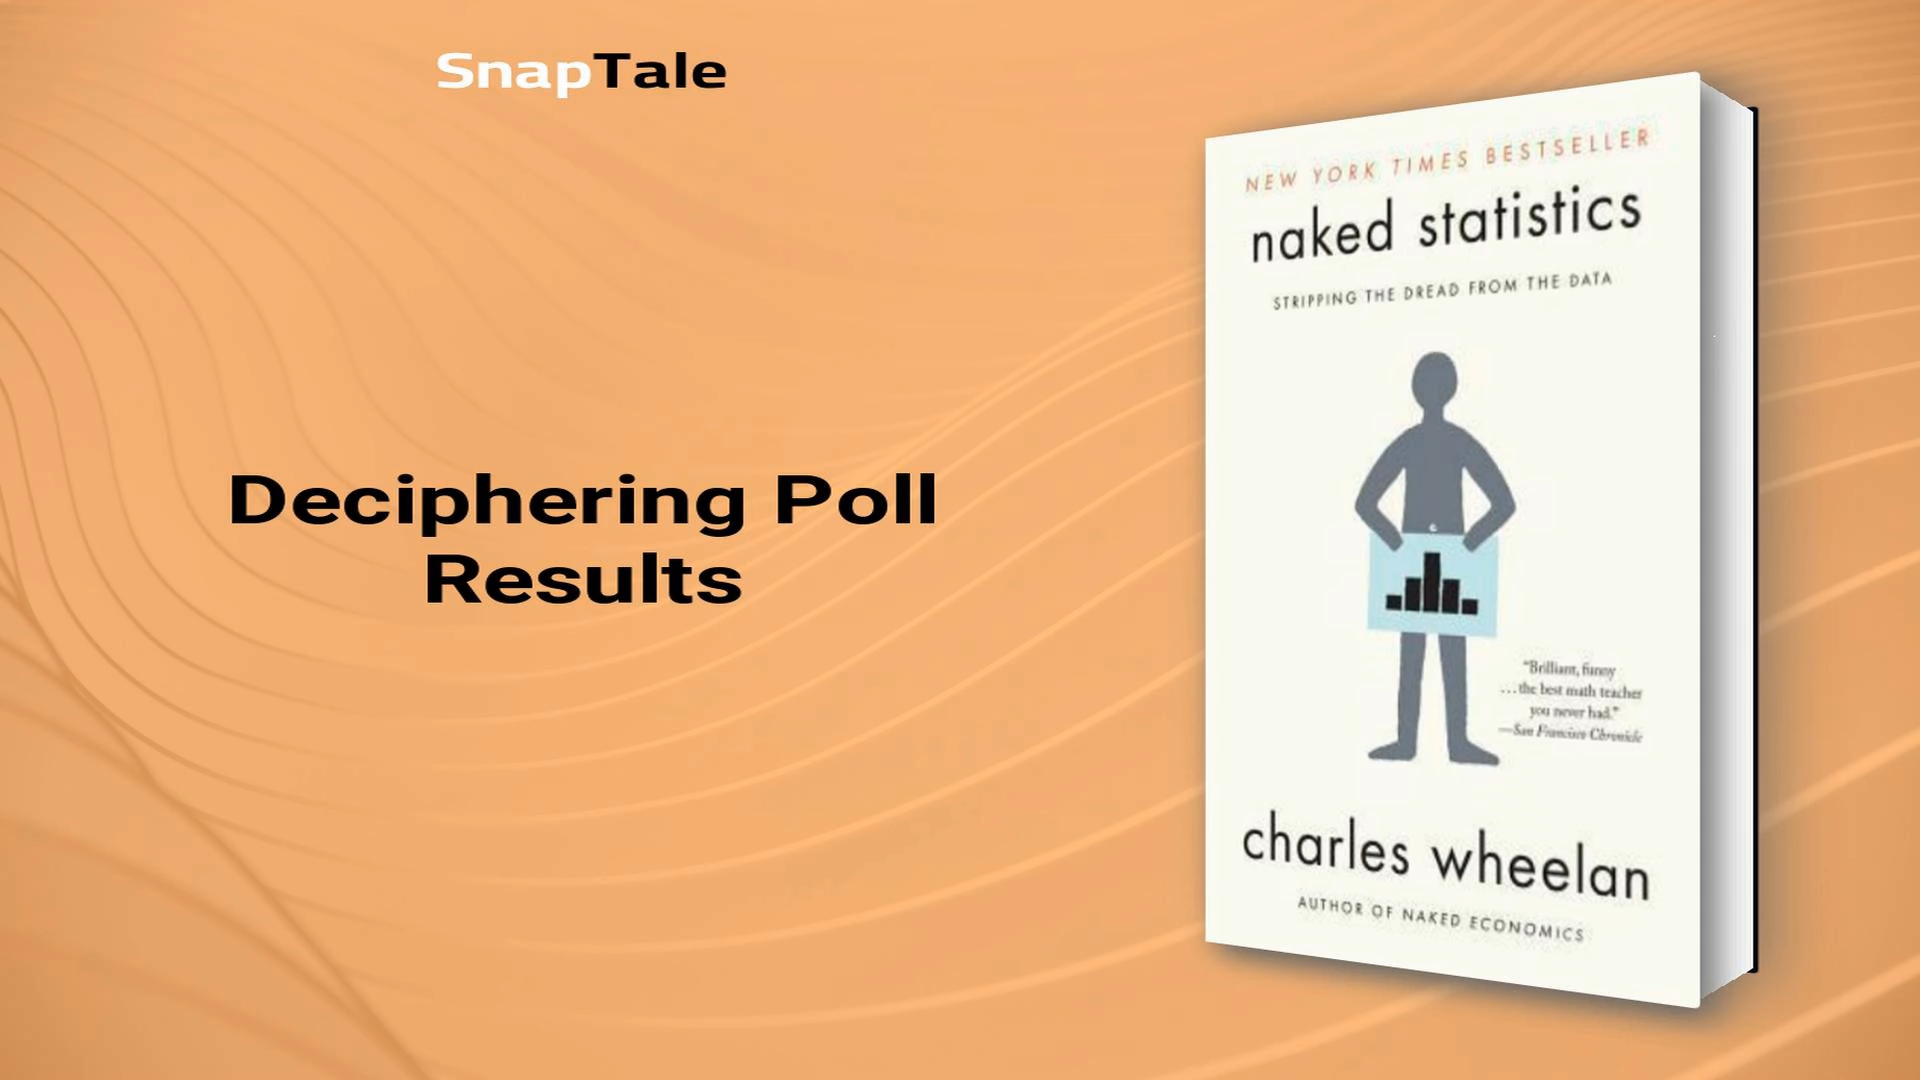 SnapTale
Deciphering Poll
Results
NEW YORK TIMES BESTSELLER
naked statistics
STRIPPING THE DREAD FROM THE DATA
"Brilliant, funny
...the best math teacher
you never had."
—San Francisco Chronicle
charles wheelan
AUTHOR OF NAKED ECONOMICS